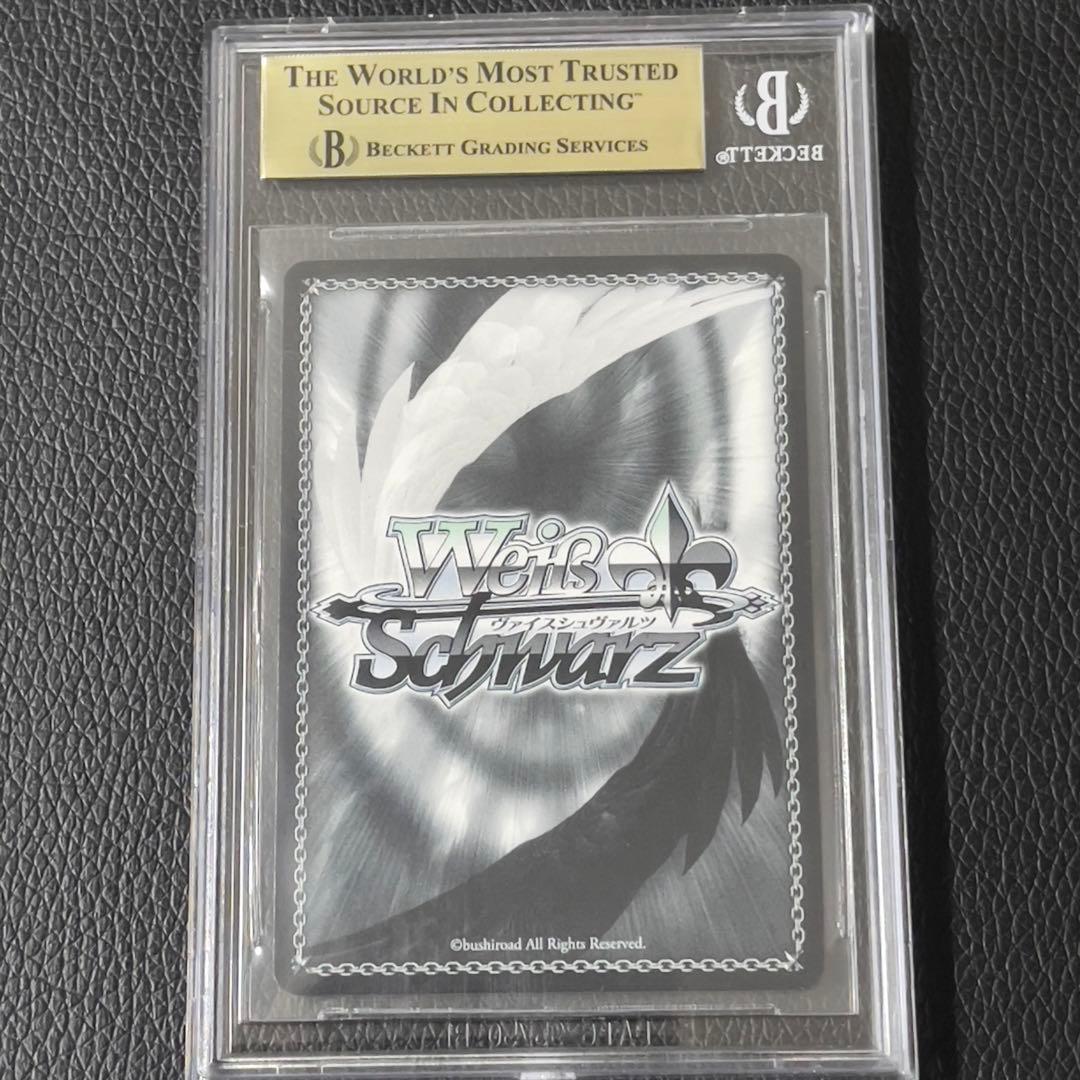 THE WORLD'S MOST TRUSTED
SOURCE IN COLLECTING™
B BECKETT GRADING SERVICES
B
BECKETT®
Weiß
ヴァイスシュヴァルツ
Schwarz
©bushiroad All Rights Reserved.